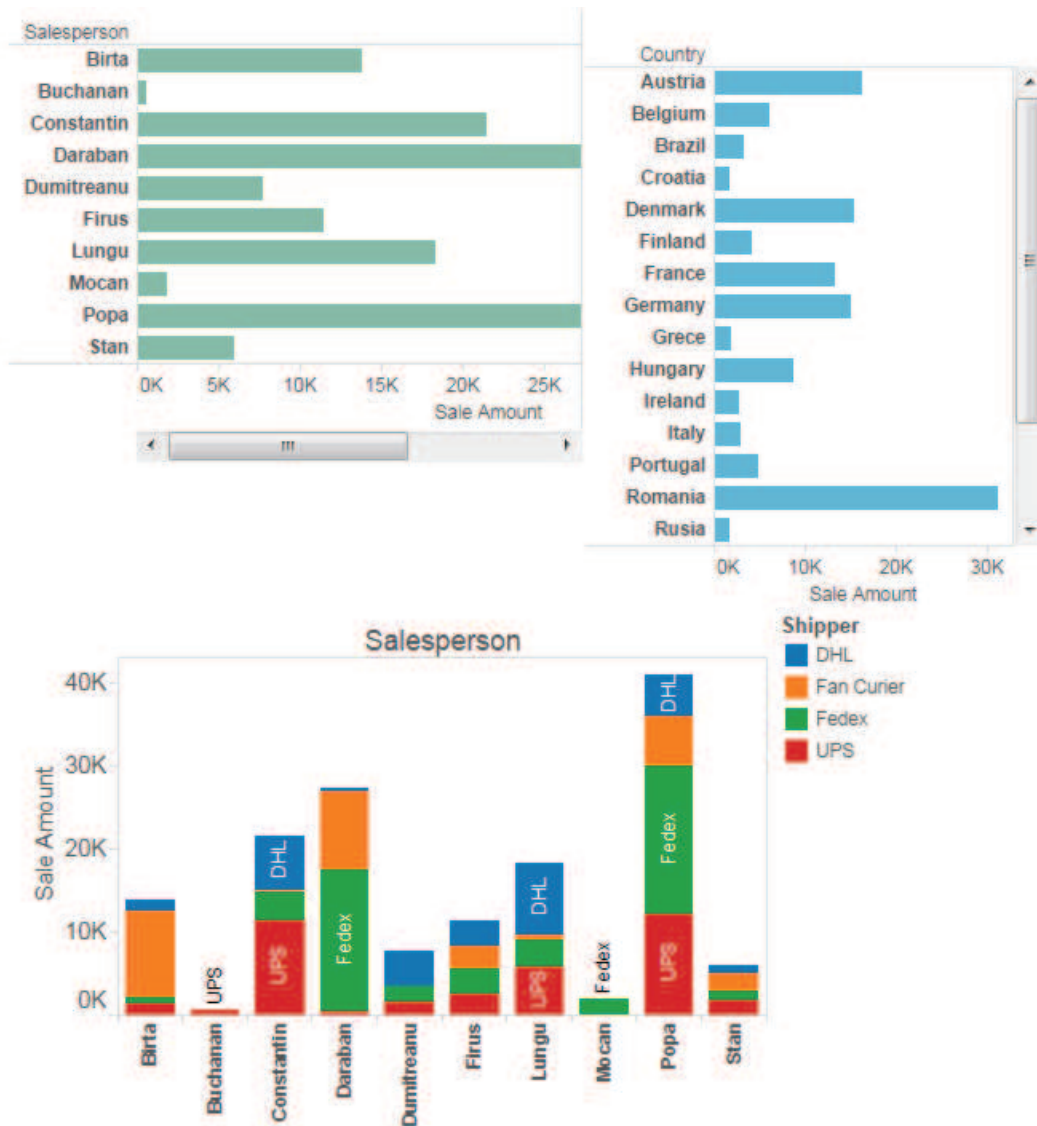 Salesperson
Birta
Buchanan
Constantin
Daraban
Dumitreanu
Firus
Lungu
Mocan
Popa
Stan
0K 5K 10K 15K 20K 25K
Sale Amount
Country
Austria
Belgium
Brazil
Croatia
Denmark
Finland
France
Germany
Grece
Hungary
Ireland
Italy
Portugal
Romania
Rusia
0K 10K 20K 30K
Sale Amount
Salesperson
Shipper
DHL
Fan Curier
Fedex
UPS
Sale Amount
40K
30K
20K
10K
0K
UPS
DHL
UPS
Fedex
DHL
UPS
Fedex
DHL
Fedex
UPS
Birta
Buchanan
Constantin
Daraban
Dumitreanu
Firus
Lungu
Mocan
Popa
Stan